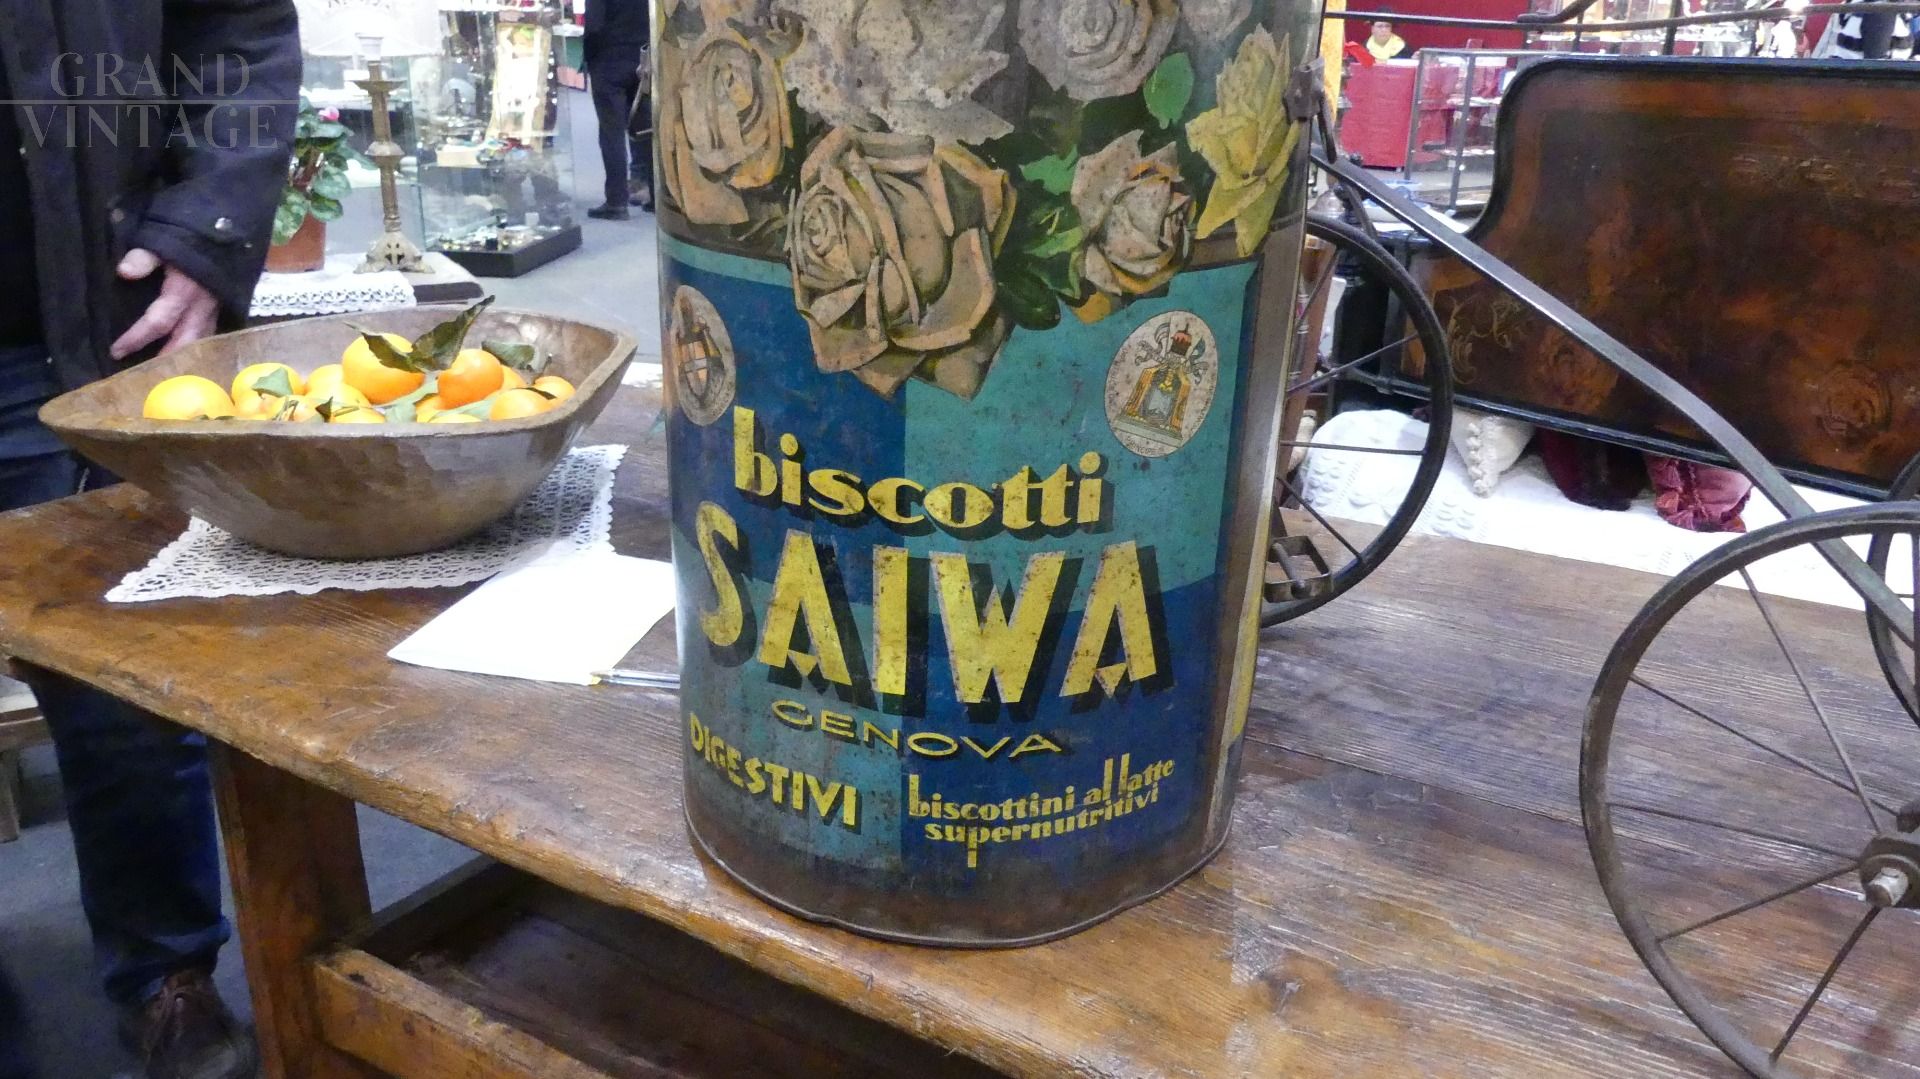 GRAND
VINTAGE
biscotti
SAIWA
GENOVA
DIGESTIVI
biscottini al latte
supernutritivi